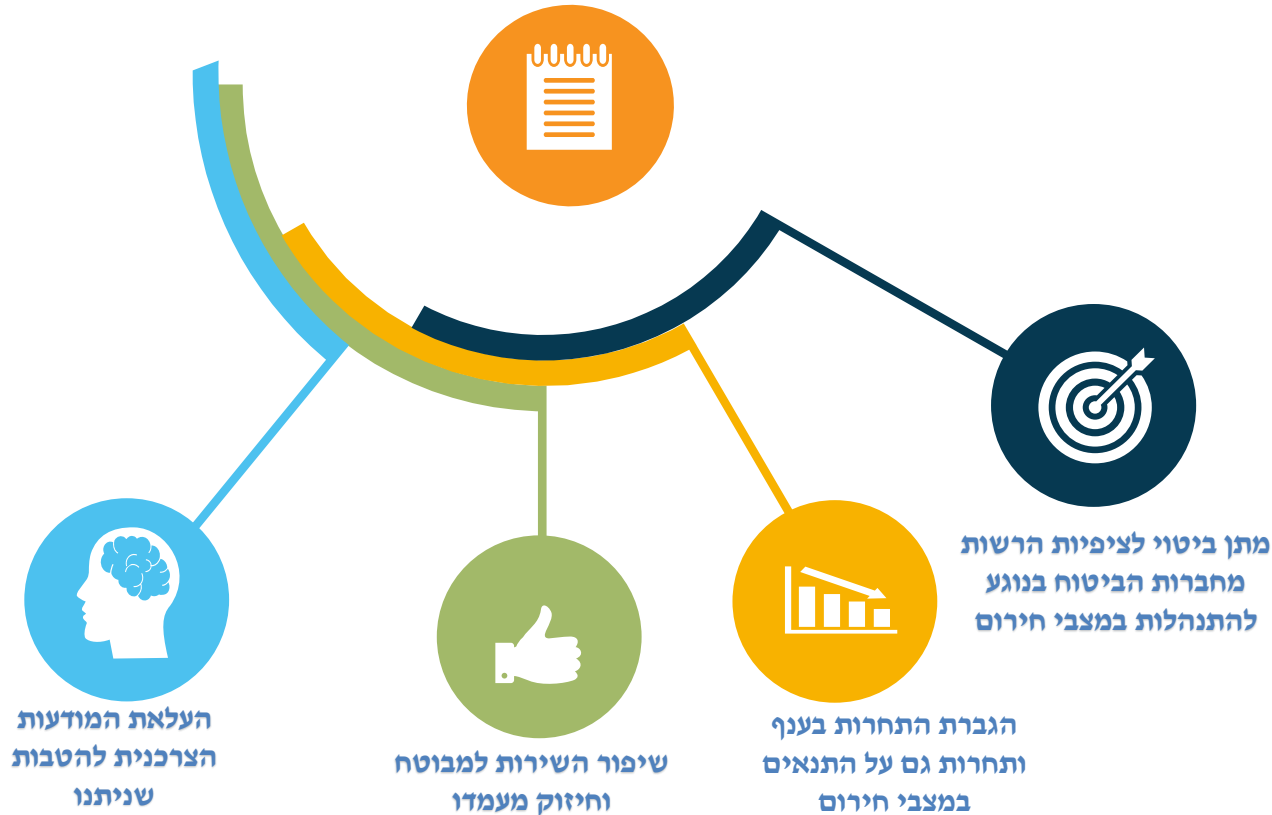 מתן ביטוי לציפיות הרשות
מחברות הביטוח בנוגע
להתנהלות במצבי חירום
הגברת התחרות בענף
ותחרות גם על התנאים
במצבי חירום
שיפור השירות למבוטח
וחיזוק מעמדו
העלאת המודעות
הצרכנית להטבות
שניתנו